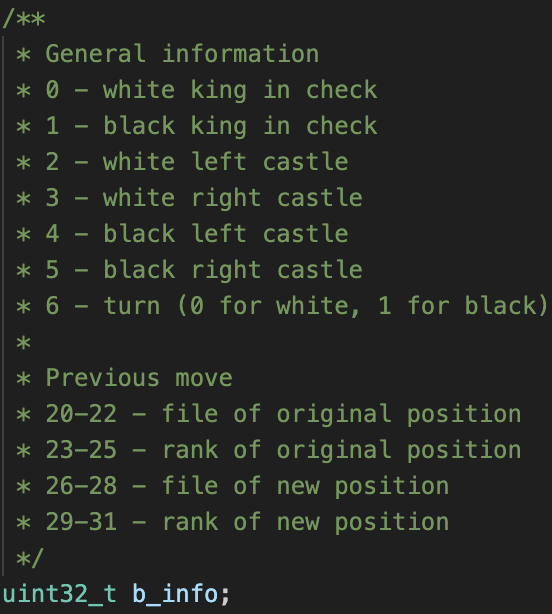 /**
* General information
* 0 – white king in check
* 1 – black king in check
* 2 – white left castle
* 3 – white right castle
* 4 – black left castle
* 5 – black right castle
* 6 – turn (0 for white, 1 for black)
*
* Previous move
* 20–22 – file of original position
* 23–25 – rank of original position
* 26–28 – file of new position
* 29–31 – rank of new position
*/
uint32_t b_info;